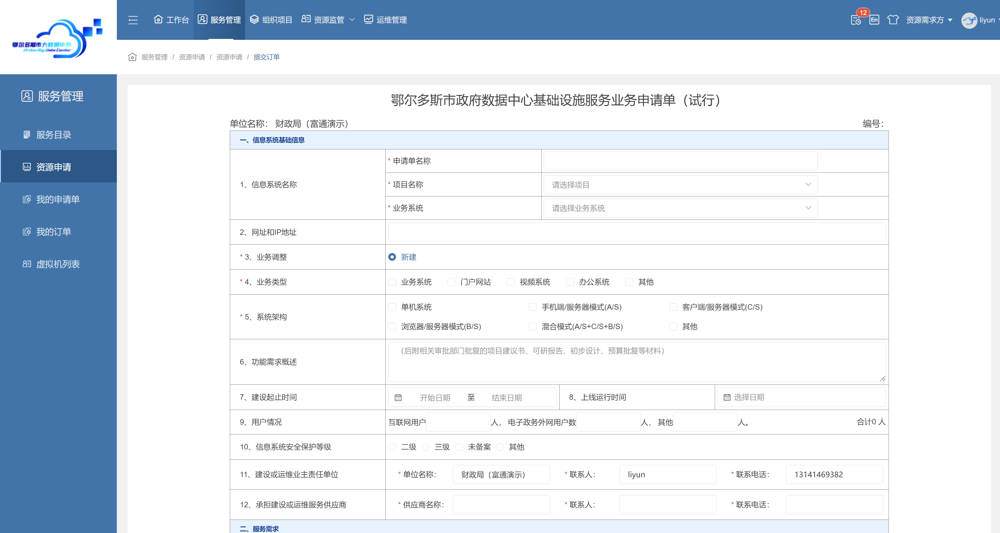 鄂尔多斯市大数据中心
Ordos Big Data Center
工作台 服务管理 组织项目 资源监管 运维管理
12 En 资源需求方 liyun
服务管理 / 资源申请 / 资源申请 / 提交订单
服务管理
服务目录
资源申请
我的申请单
我的订单
虚拟机列表
鄂尔多斯市政府数据中心基础设施服务业务申请单（试行）
单位名称： 财政局（富通演示） 编号：
一、信息系统基础信息
1、信息系统名称
* 申请单名称
* 项目名称 请选择项目
* 业务系统 请选择业务系统
2、网址和IP地址
* 3、业务调整 新建
* 4、业务类型 业务系统 门户网站 视频系统 办公系统 其他
* 5、系统架构
单机系统 手机端/服务器模式(A/S) 客户端/服务器模式(C/S)
浏览器/服务器模式(B/S) 混合模式(A/S+C/S+B/S) 其他
6、功能需求概述 （后附相关审批部门批复的项目建议书、可研报告、初步设计、预算批复等材料）
7、建设起止时间 开始日期 至 结束日期 8、上线运行时间 选择日期
9、用户情况 互联网用户 人， 电子政务外网用户数 人， 其他 人。 合计0 人
10、信息系统安全保护等级 二级 三级 未备案 其他
11、建设或运维业主责任单位 * 单位名称： 财政局（富通演示） * 联系人： liyun * 联系电话： 13141469382
12、承担建设或运维服务供应商 * 供应商名称： * 联系人： * 联系电话：
二、服务需求